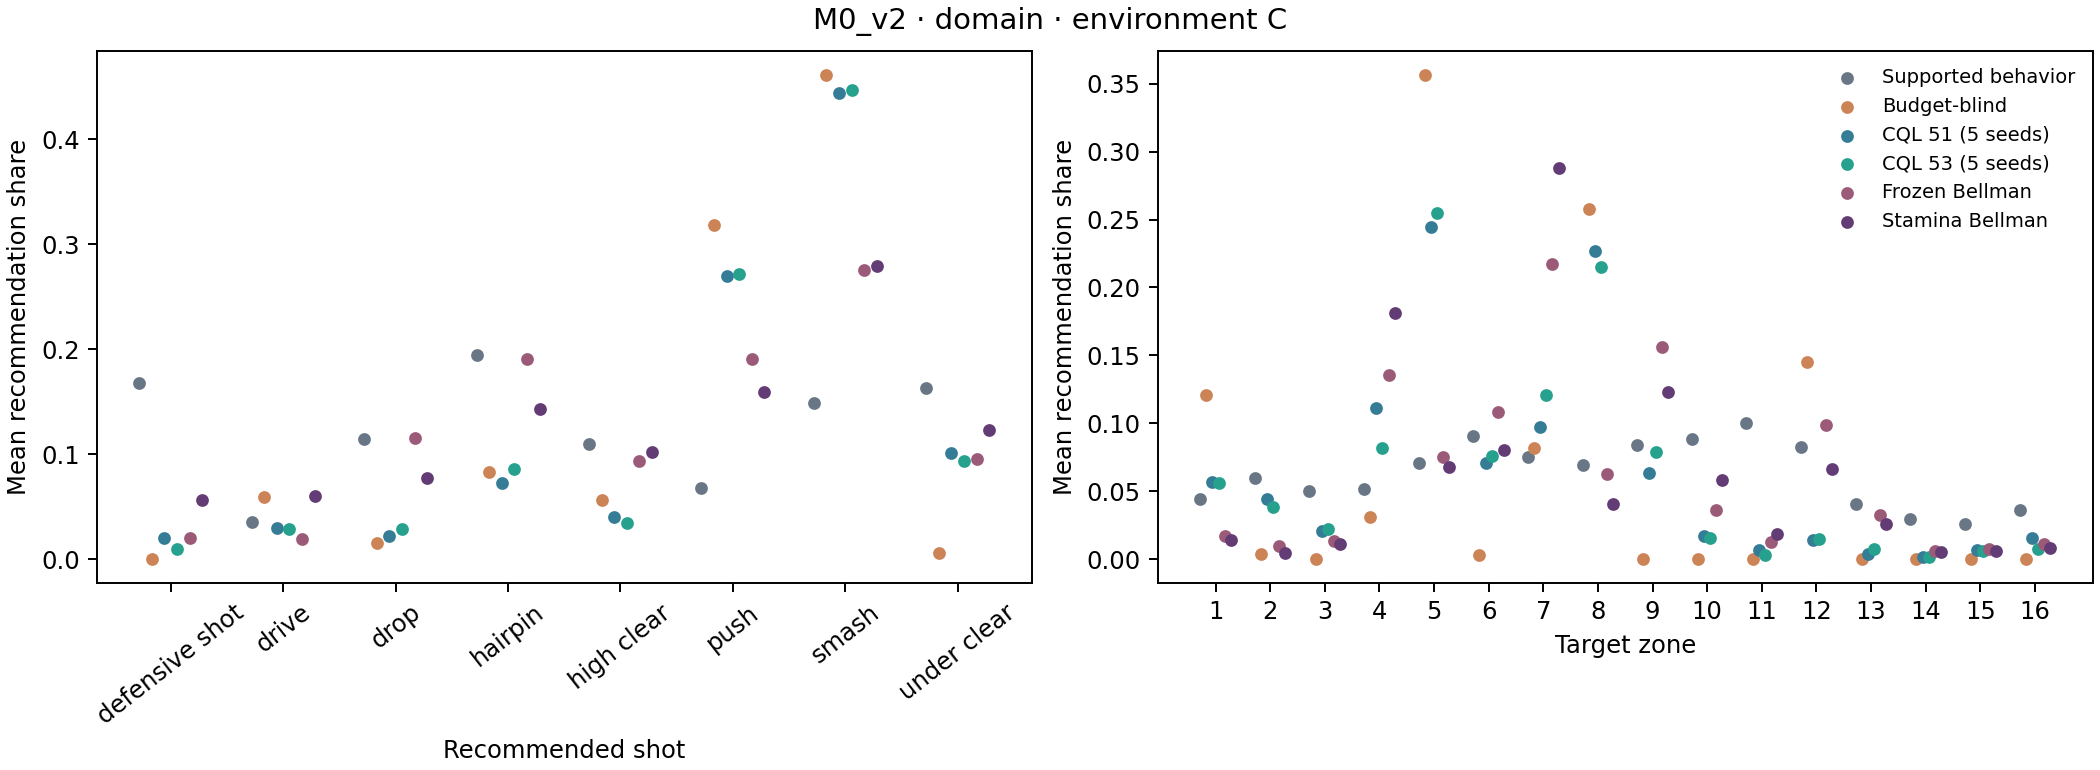 M0_v2 · domain · environment C
Mean recommendation share
0.4
0.3
0.2
0.1
0.0
defensive shot
drive
drop
hairpin
high clear
push
smash
under clear
Recommended shot
Mean recommendation share
0.35
0.30
0.25
0.20
0.15
0.10
0.05
0.00
1 2 3 4 5 6 7 8 9 10 11 12 13 14 15 16
Target zone
Supported behavior
Budget-blind
CQL 51 (5 seeds)
CQL 53 (5 seeds)
Frozen Bellman
Stamina Bellman